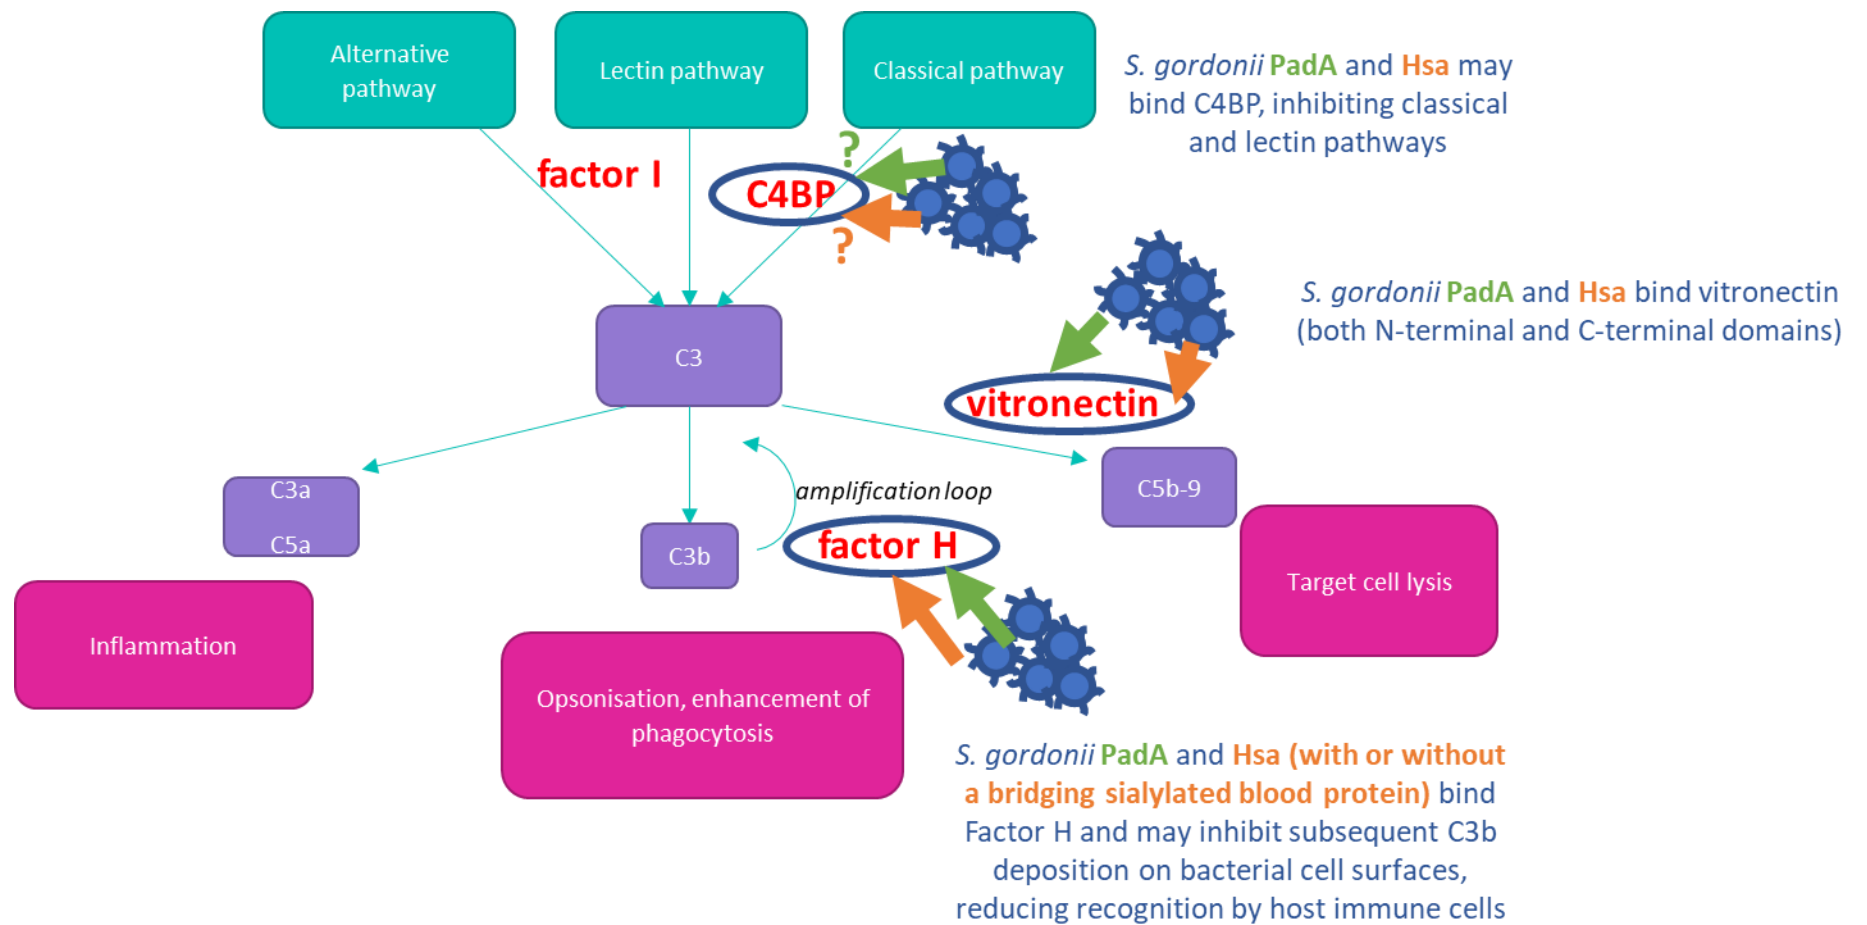 Alternative
pathway
Lectin pathway
Classical pathway
S. gordonii PadA and Hsa may
bind C4BP, inhibiting classical
and lectin pathways
factor I
?
C4BP
?
S. gordonii PadA and Hsa bind vitronectin
(both N-terminal and C-terminal domains)
C3
vitronectin
C3a
C5a
amplification loop
C5b-9
C3b
factor H
Target cell lysis
Inflammation
Opsonisation, enhancement of
phagocytosis
S. gordonii PadA and Hsa (with or without
a bridging sialylated blood protein) bind
Factor H and may inhibit subsequent C3b
deposition on bacterial cell surfaces,
reducing recognition by host immune cells